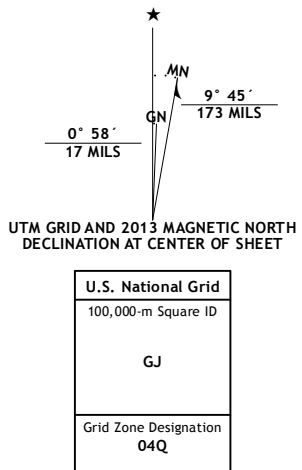 MN
GN
9° 45´
173 MILS
0° 58´
17 MILS
UTM GRID AND 2013 MAGNETIC NORTH
DECLINATION AT CENTER OF SHEET
U.S. National Grid
100,000-m Square ID
GJ
Grid Zone Designation
04Q